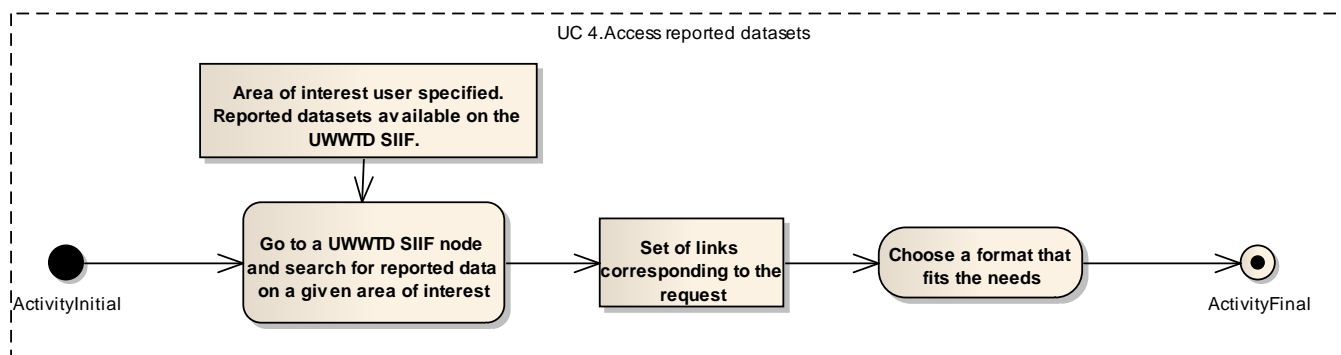 UC 4.Access reported datasets
Area of interest user specified.
Reported datasets available on the
UWWTD SIIF.
Go to a UWWTD SIIF node
and search for reported data
on a given area of interest
Set of links
corresponding to the
request
Choose a format that
fits the needs
ActivityInitial
ActivityFinal